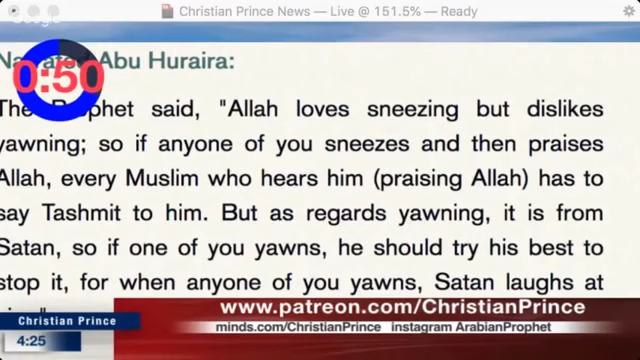 Christian Prince News — Live @ 151.5% — Ready
Narrated Abu Huraira:
0:50
The Prophet said, "Allah loves sneezing but dislikes
yawning; so if anyone of you sneezes and then praises
Allah, every Muslim who hears him (praising Allah) has to
say Tashmit to him. But as regards yawning, it is from
Satan, so if one of you yawns, he should try his best to
stop it, for when anyone of you yawns, Satan laughs at
www.patreon.com/ChristianPrince
Christian Prince
minds.com/ChristianPrince instagram ArabianProphet
4:25